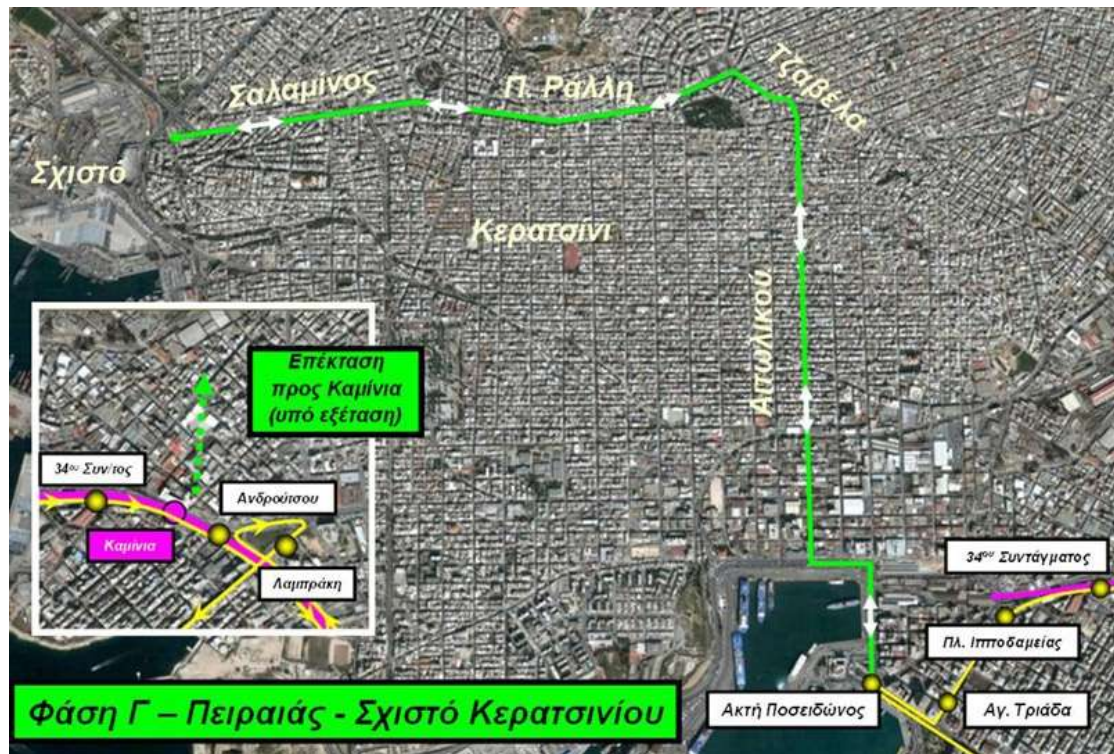 Σαλαμίνος
Π. Ράλλη
Τζαβέλα
Σχιστό
Κερατσίνι
Αιτωλικού
Επέκταση
προς Καμίνια
(υπό εξέταση)
34ου Συν/τος
Ανδρούτσου
Καμίνια
Λαμπράκη
34ου Συντάγματος
Πλ. Ιπποδαμείας
Ακτή Ποσειδώνος
Αγ. Τριάδα
Φάση Γ – Πειραιάς - Σχιστό Κερατσινίου